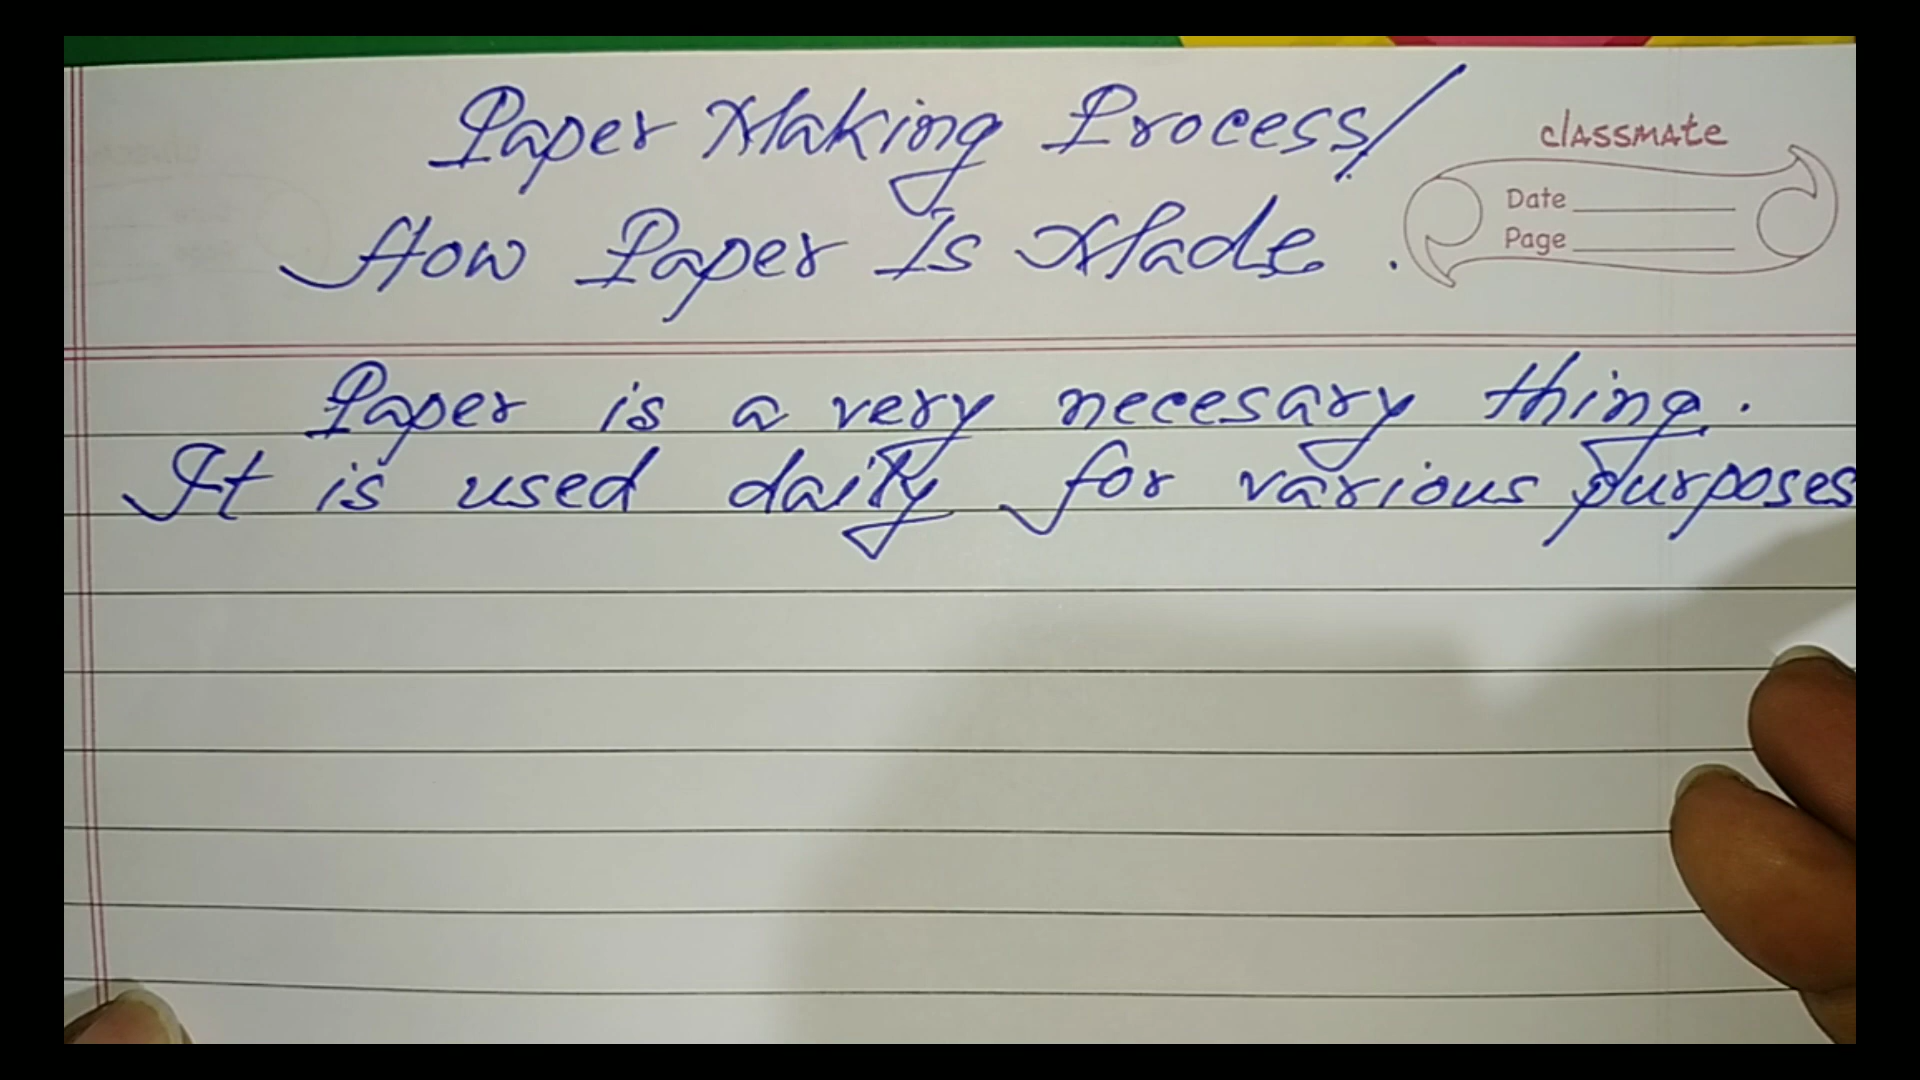 Paper Making Process/
How Paper Is Made.
classmate
Date
Page
Paper is a very necesary thing.
It is used daily for various purposes